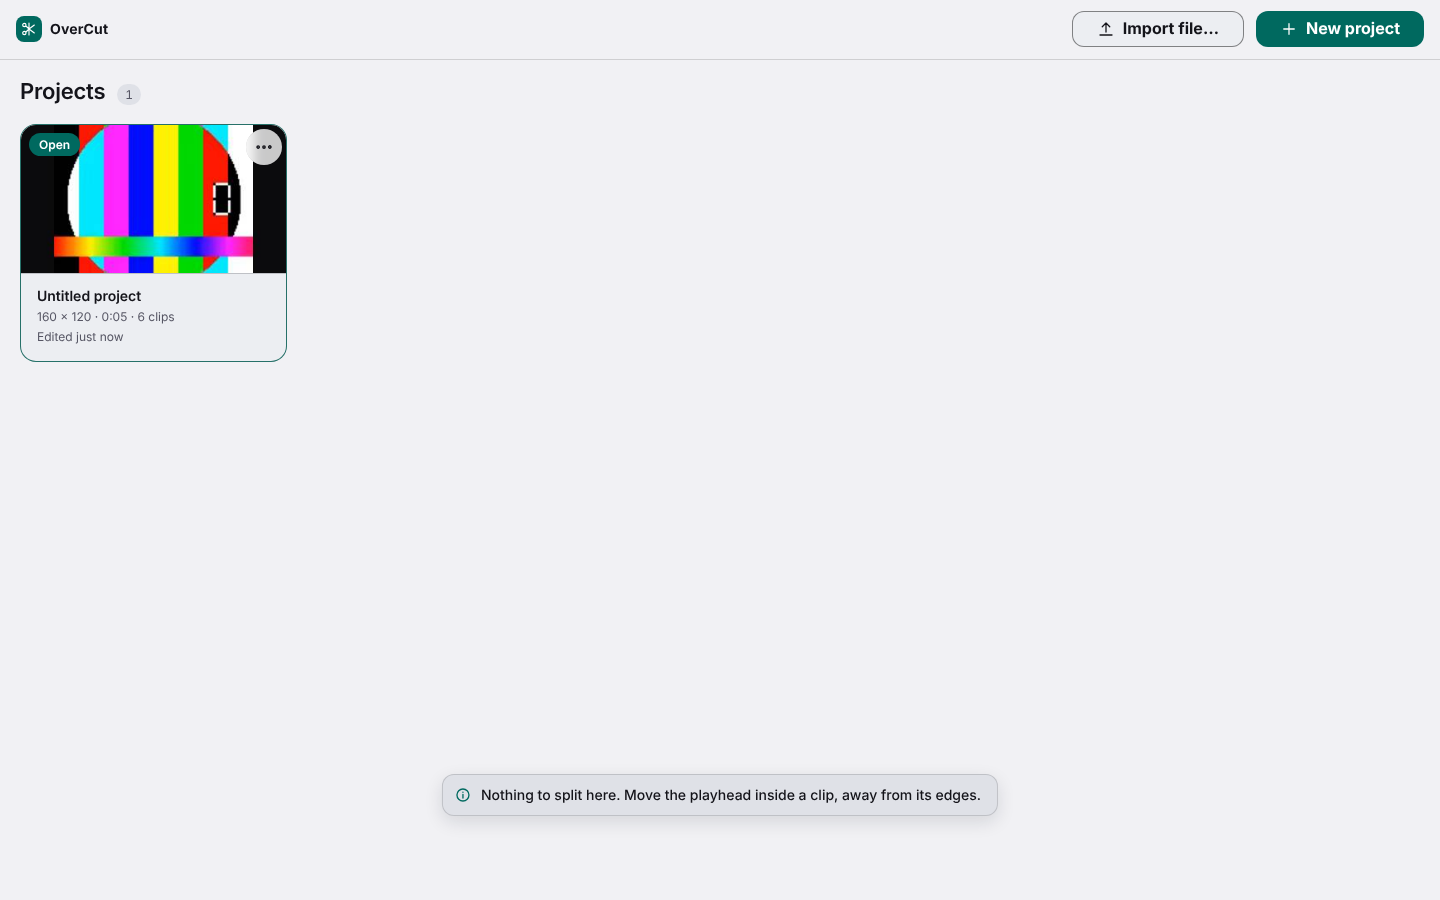 OverCut
Import file...
New project
Projects 1
Open
0
Untitled project
160 × 120 · 0:05 · 6 clips
Edited just now
Nothing to split here. Move the playhead inside a clip, away from its edges.